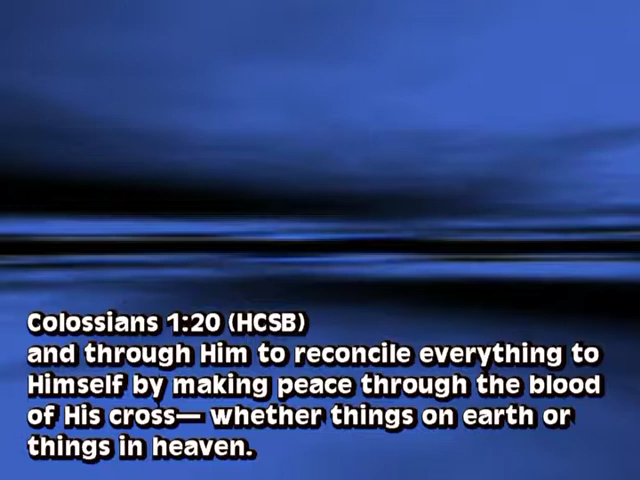 Colossians 1:20 (HCSB)
and through Him to reconcile everything to
Himself by making peace through the blood
of His cross— whether things on earth or
things in heaven.